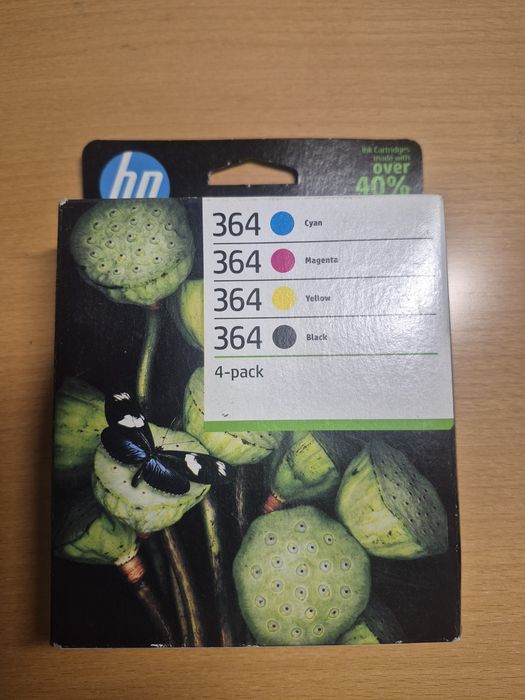 hp
Ink Cartridges
made with
over
40%
364 Cyan
364 Magenta
364 Yellow
364 Black
4-pack